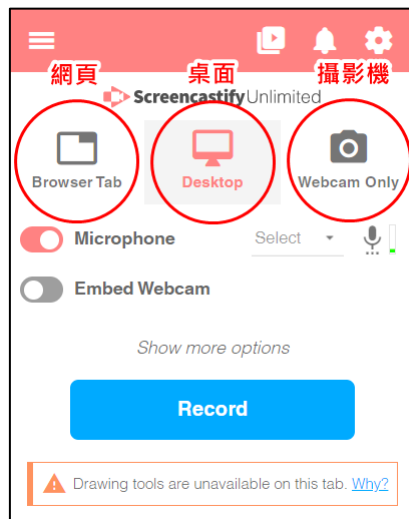 網頁 桌面 攝影機
Screencastify Unlimited
Browser Tab Desktop Webcam Only
Microphone Select
Embed Webcam
Show more options
Record
Drawing tools are unavailable on this tab. Why?